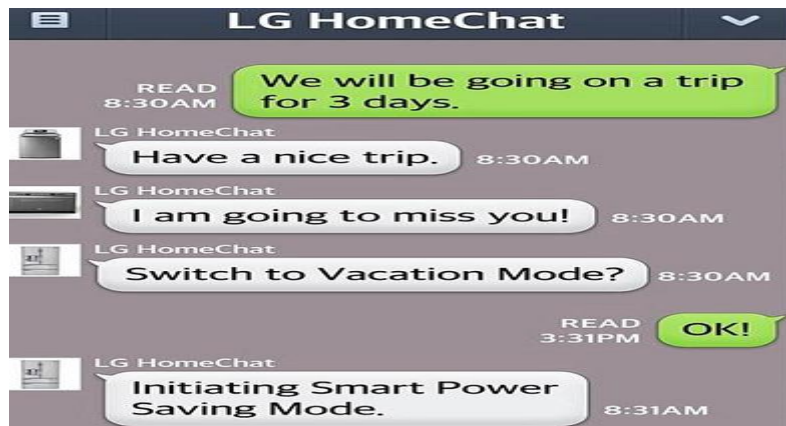 LG HomeChat
We will be going on a trip
for 3 days.
READ
8:30AM
LG HomeChat
Have a nice trip.
8:30AM
LG HomeChat
I am going to miss you!
8:30AM
LG HomeChat
Switch to Vacation Mode?
8:30AM
READ
3:31PM
OK!
LG HomeChat
Initiating Smart Power
Saving Mode.
8:31AM